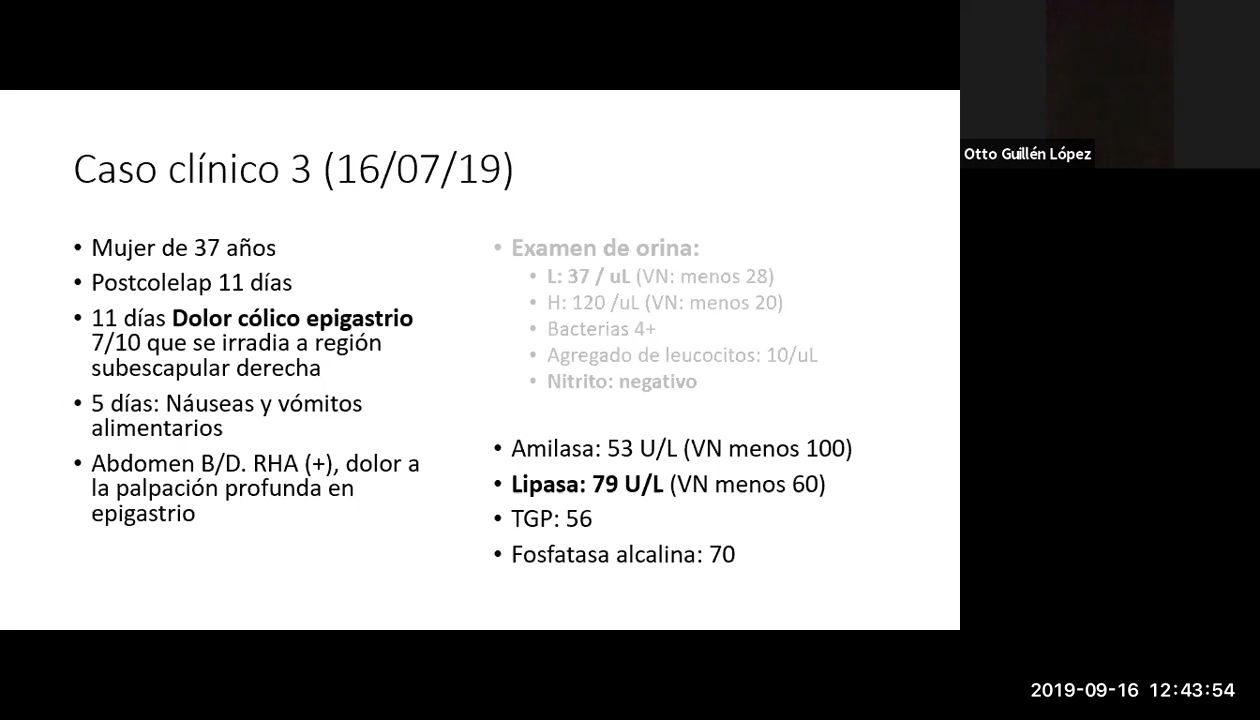 Otto Guillén López
Caso clínico 3 (16/07/19)
• Mujer de 37 años
• Postcolelap 11 días
• 11 días Dolor cólico epigastrio
7/10 que se irradia a región
subescapular derecha
• 5 días: Náuseas y vómitos
alimentarios
• Abdomen B/D. RHA (+), dolor a
la palpación profunda en
epigastrio
• Examen de orina:
• L: 37 / uL (VN: menos 28)
• H: 120 /uL (VN: menos 20)
• Bacterias 4+
• Agregado de leucocitos: 10/uL
• Nitrito: negativo
• Amilasa: 53 U/L (VN menos 100)
• Lipasa: 79 U/L (VN menos 60)
• TGP: 56
• Fosfatasa alcalina: 70
2019-09-16 12:43:54